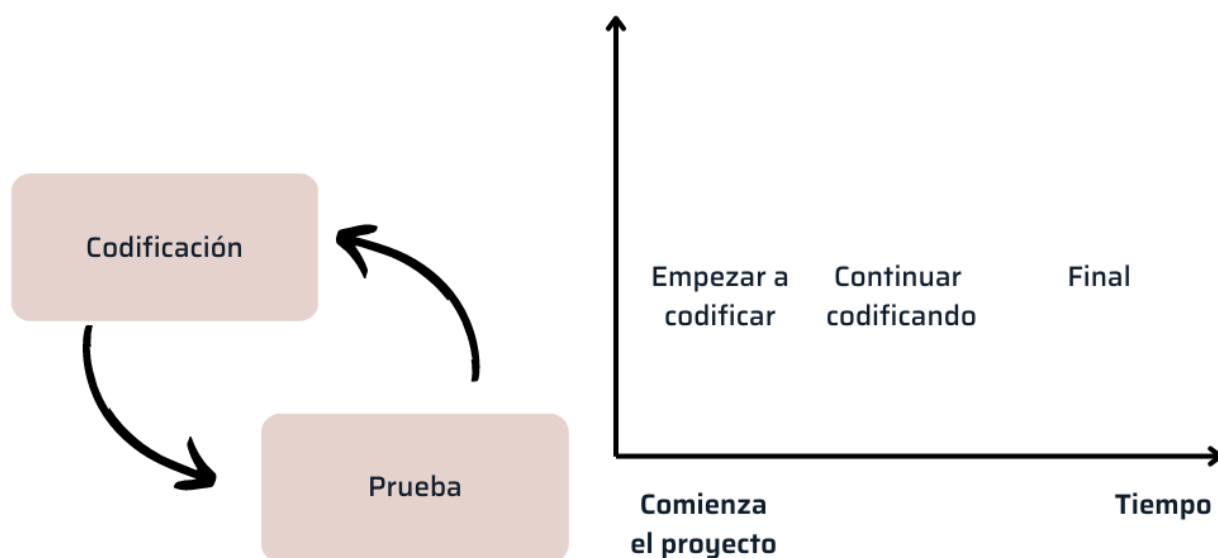 Codificación
Prueba
Empezar a
codificar
Continuar
codificando
Final
Comienza
el proyecto
Tiempo